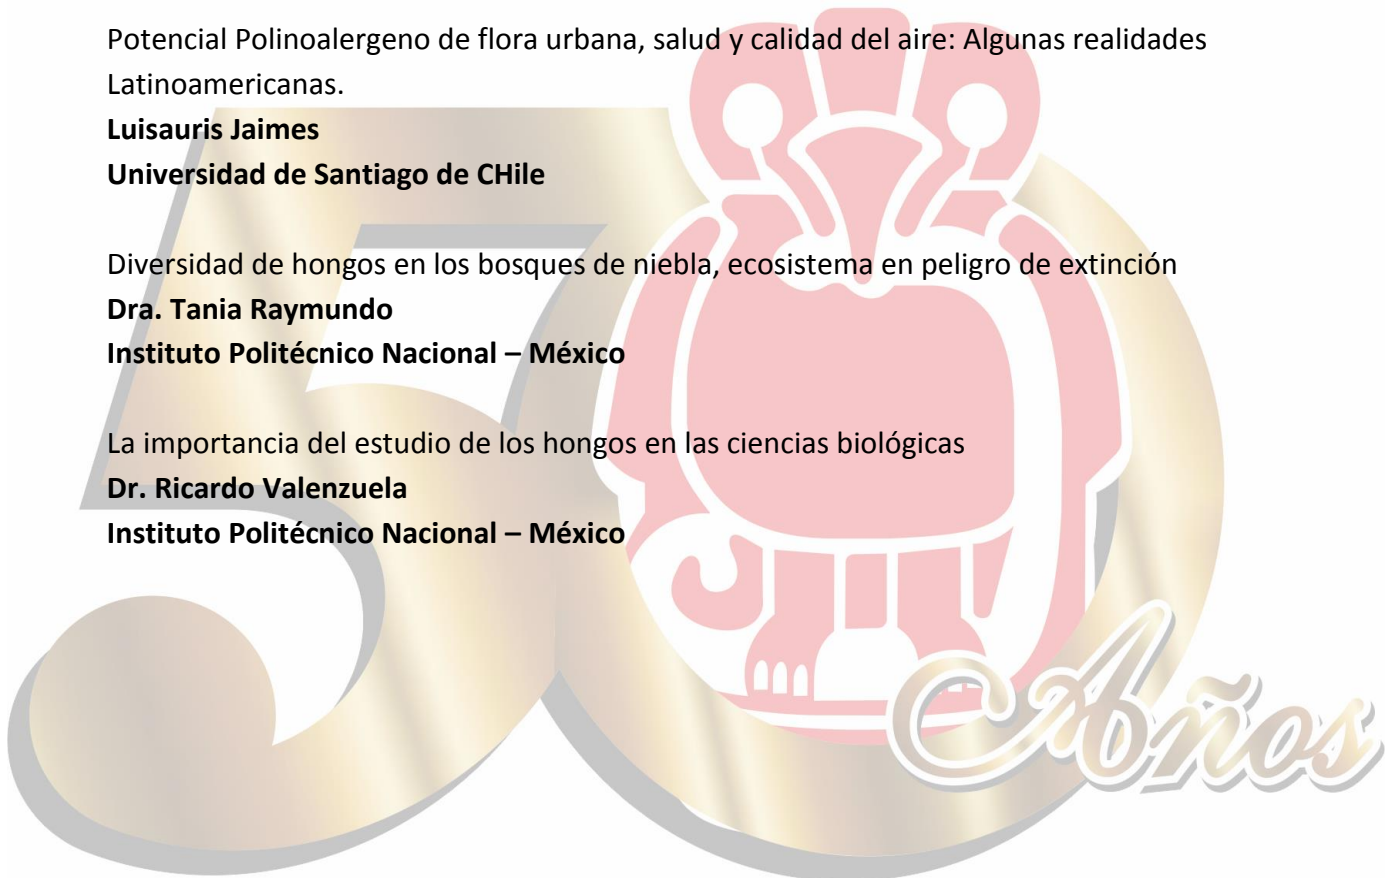 Potencial Polinoalergeno de flora urbana, salud y calidad del aire: Algunas realidades
Latinoamericanas.
Luisauris Jaimes
Universidad de Santiago de CHile
Diversidad de hongos en los bosques de niebla, ecosistema en peligro de extinción
Dra. Tania Raymundo
Instituto Politécnico Nacional – México
La importancia del estudio de los hongos en las ciencias biológicas
Dr. Ricardo Valenzuela
Instituto Politécnico Nacional – México
50
Años